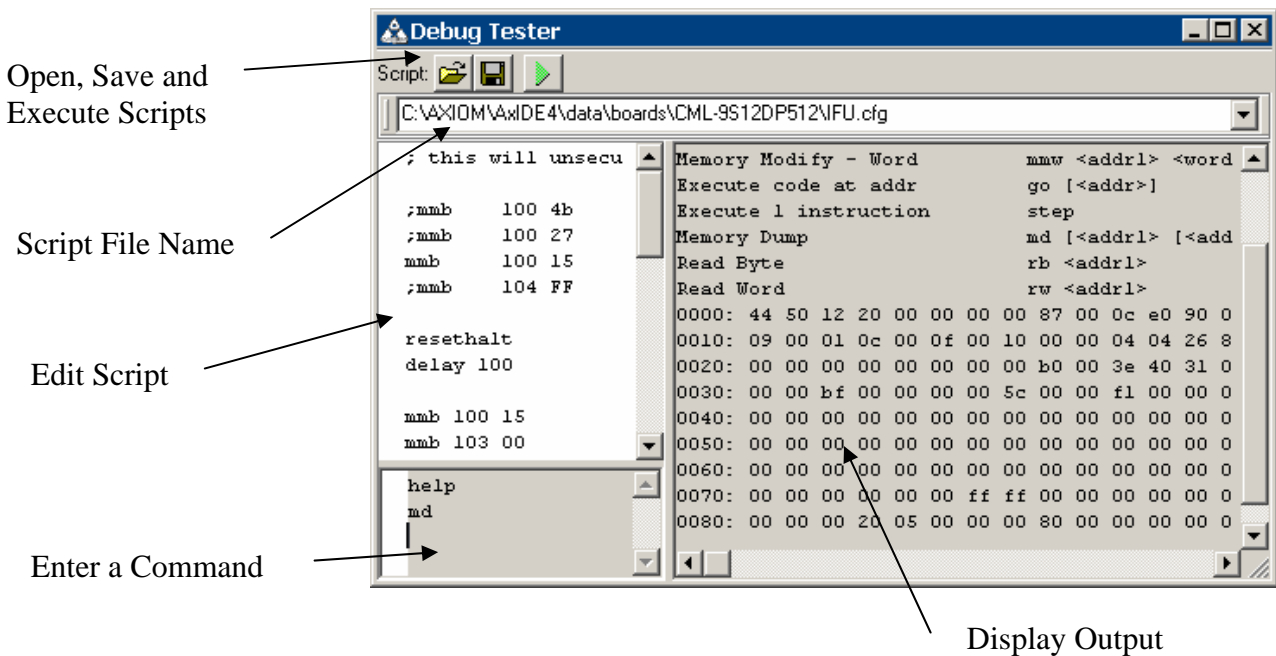 Debug Tester
Open, Save and
Execute Scripts
Script:
C:\AXIOM\AxIDE4\data\boards\CML-9S12DP512\IFU.cfg
Script File Name
; this will unsecu
;mmb 100 4b
;mmb 100 27
mmb 100 15
;mmb 104 FF
resethalt
delay 100
mmb 100 15
mmb 103 00
Edit Script
help
md
Enter a Command
Memory Modify - Word mmw <addrl> <word
Execute code at addr go [<addr>]
Execute 1 instruction step
Memory Dump md [<addrl> [<add
Read Byte rb <addrl>
Read Word rw <addrl>
0000: 44 50 12 20 00 00 00 00 87 00 0c e0 90 0
0010: 09 00 01 0c 00 0f 00 10 00 00 04 04 26 8
0020: 00 00 00 00 00 00 00 00 b0 00 3e 40 31 0
0030: 00 00 bf 00 00 00 00 5c 00 00 f1 00 00 0
0040: 00 00 00 00 00 00 00 00 00 00 00 00 00 0
0050: 00 00 00 00 00 00 00 00 00 00 00 00 00 0
0060: 00 00 00 00 00 00 00 00 00 00 00 00 00 0
0070: 00 00 00 00 00 00 ff ff 00 00 00 00 00 0
0080: 00 00 00 20 05 00 00 00 80 00 00 00 00 0
Display Output